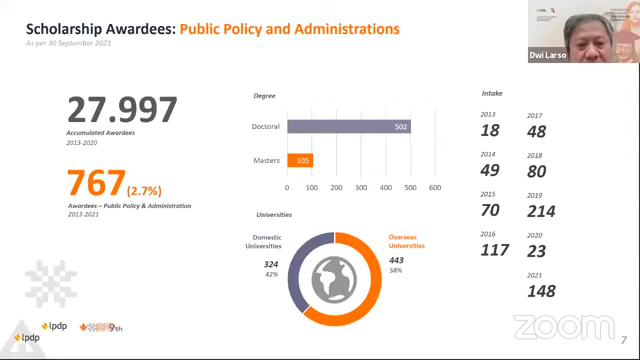 Scholarship Awardees: Public Policy and Administrations
As per 30 September 2021
Dwi Larso
27.997
Accumulated Awardees
2013-2020
767 (2.7%)
Awardees – Public Policy & Administration
2013-2021
Degree
Doctoral
502
Masters
105
0
100
200
300
400
500
600
Universities
Domestic
Universities
324
42%
Overseas
Universities
443
58%
Intake
2013
18
2014
49
2015
70
2016
117
2017
48
2018
80
2019
214
2020
23
2021
148
lpdp
9th
lpdp
zoom
7